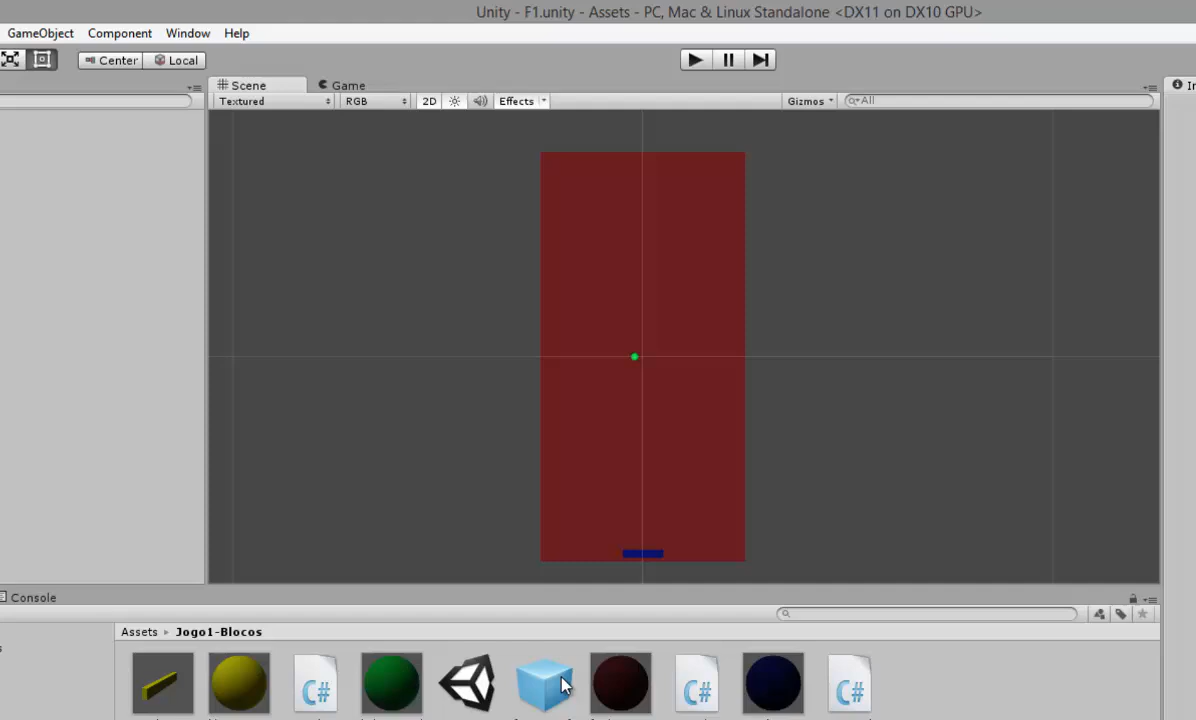 Unity - F1.unity - Assets - PC, Mac & Linux Standalone <DX11 on DX10 GPU>
GameObject Component Window Help
Center Local
Scene Game
Textured RGB 2D Effects Gizmos All
Console
Assets Jogo1-Blocos
C# C# C#